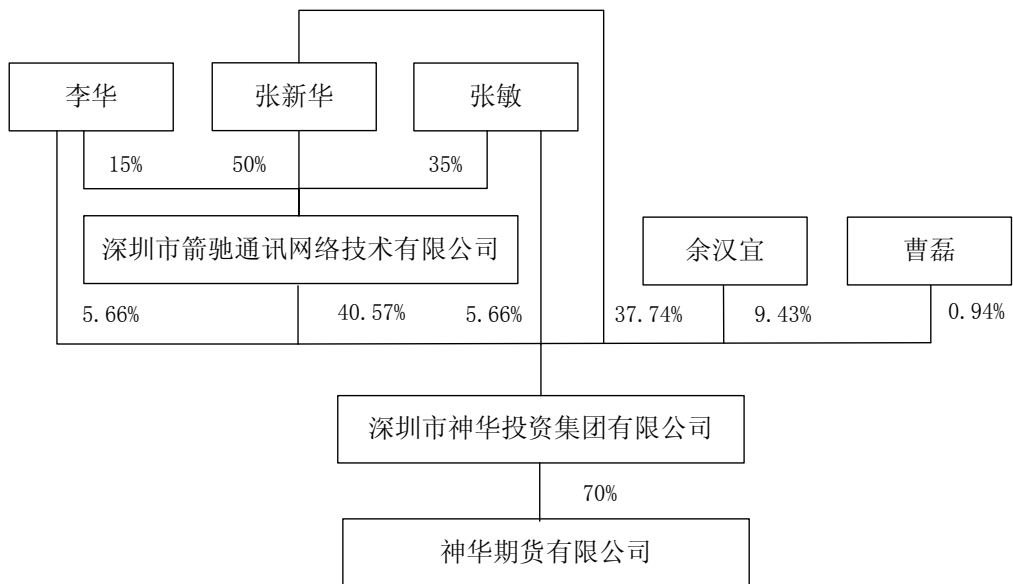 李华 张新华 张敏
15% 50% 35%
深圳市箭驰通讯网络技术有限公司 余汉宜 曹磊
5.66% 40.57% 5.66% 37.74% 9.43% 0.94%
深圳市神华投资集团有限公司
70%
神华期货有限公司